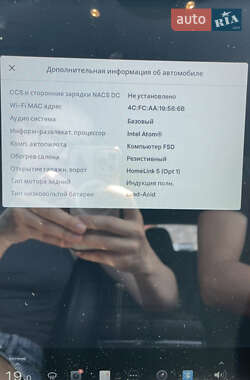 AUTO RIA
Дополнительная информация об автомобиле
CCS и сторонние зарядки NACS DC Не установлено
Wi-Fi MAC адрес 4C:FC:AA:19:56:6B
Аудио система Базовый
Информ-развлекат. процессор Intel Atom®
Комп. автопилота Компьютер FSD
Обогрев салона Резистивный
Открытие гаражн. ворот HomeLink 5 (Opt 1)
Тип мотора задний Индукция полн.
Тип низковольтной батареи Lead-Acid
19.0